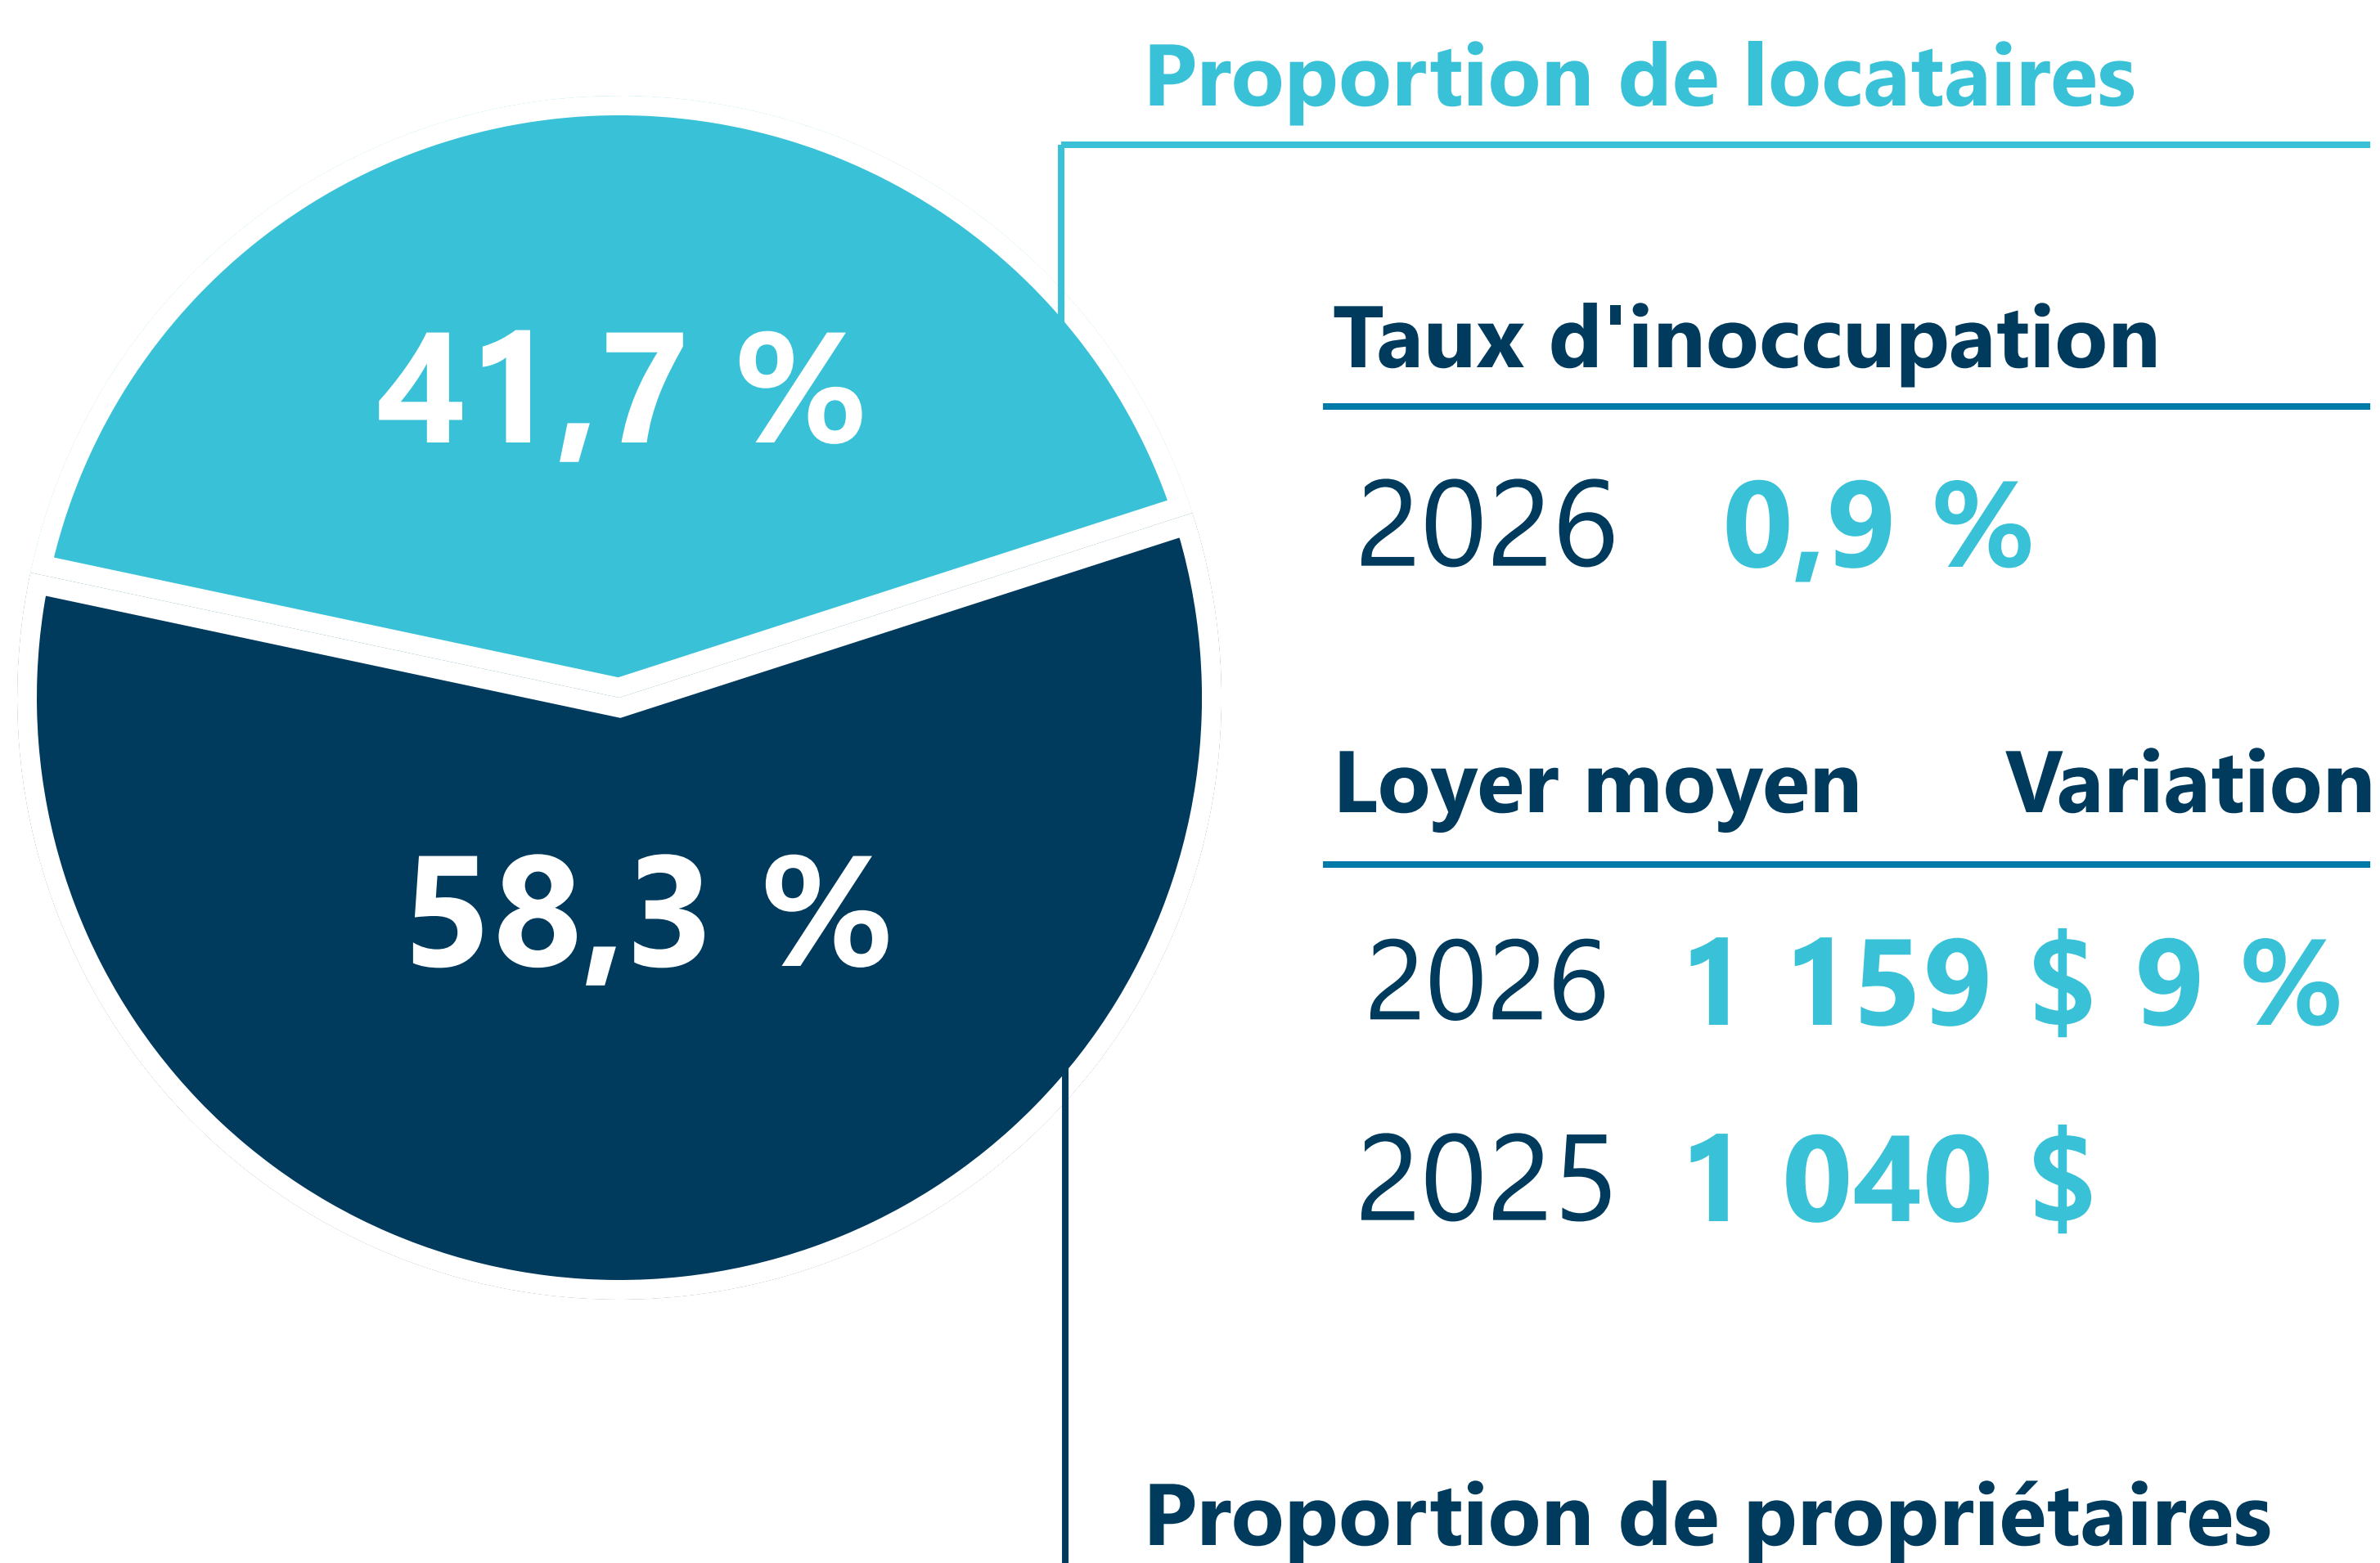 Proportion de locataires
41,7 %
Taux d'inoccupation
2026 0,9 %
Loyer moyen Variation
58,3 %
2026 1 159 $ 9 %
2025 1 040 $
Proportion de propriétaires